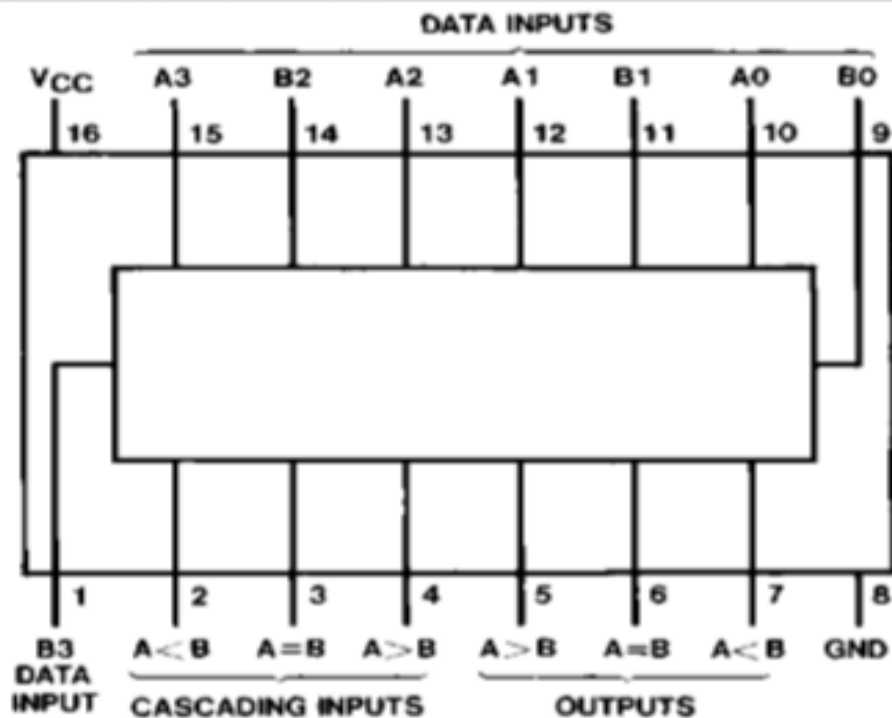 DATA INPUTS
VCC A3 B2 A2 A1 B1 A0 B0
16 15 14 13 12 11 10 9
1 2 3 4 5 6 7 8
B3 A<B A=B A>B A>B A=B A<B GND
DATA
INPUT CASCADING INPUTS OUTPUTS